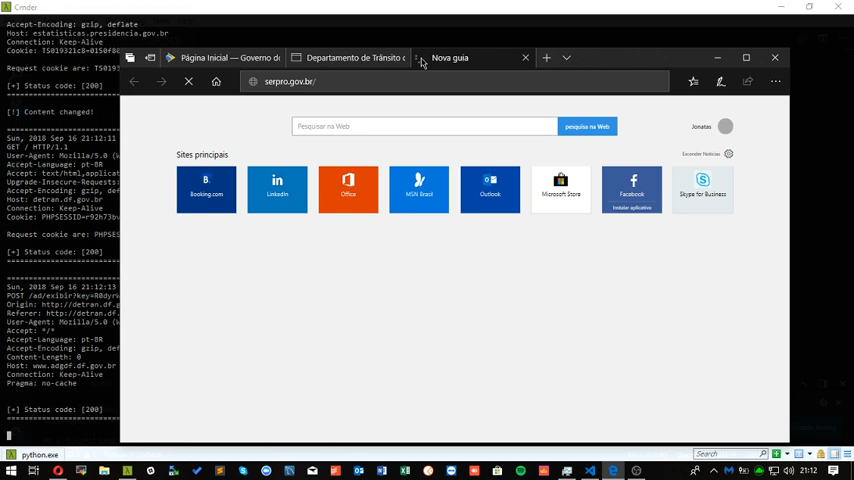 Cmder
Accept-Encoding: gzip, deflate
Host: estatisticas.presidencia.gov.br
Connection: Keep-Alive
Cookie: TS019321dc8=0150f80
Request cookie are: TS0193
[+] Status code: [200]
[!] Content changed!
Sun, 2018 Sep 16 21:12:11
GET / HTTP/1.1
User-Agent: Mozilla/5.0 (W
Accept-Language: pt-BR
Accept: text/html,applicat
Upgrade-Insecure-Requests:
Accept-Encoding: gzip, def
Host: detran.df.gov.br
Connection: Keep-Alive
Cookie: PHPSESSID=r92h73bv
Request cookie are: PHPSES
[+] Status code: [200]
Sun, 2018 Sep 16 21:12:13
POST /ad/exibir?key=R0dyr
Origin: http://detran.df.g
Referer: http://detran.df.
User-Agent: Mozilla/5.0 (W
Accept: */*
Accept-Language: pt-BR
Accept-Encoding: gzip, def
Content-Length: 0
Host: www.adgdf.df.gov.br
Connection: Keep-Alive
Pragma: no-cache
[+] Status code: [200]
Página Inicial — Governo d
Departamento de Trânsito d
Nova guia
serpro.gov.br/
Pesquisar na Web
pesquisa na Web
Jonatas
Sites principais
Esconder Notícias
Booking.com
LinkedIn
Office
MSN Brasil
Outlook
Microsoft Store
Facebook
Instalar aplicativo
Skype for Business
python.exe
Search
21:12